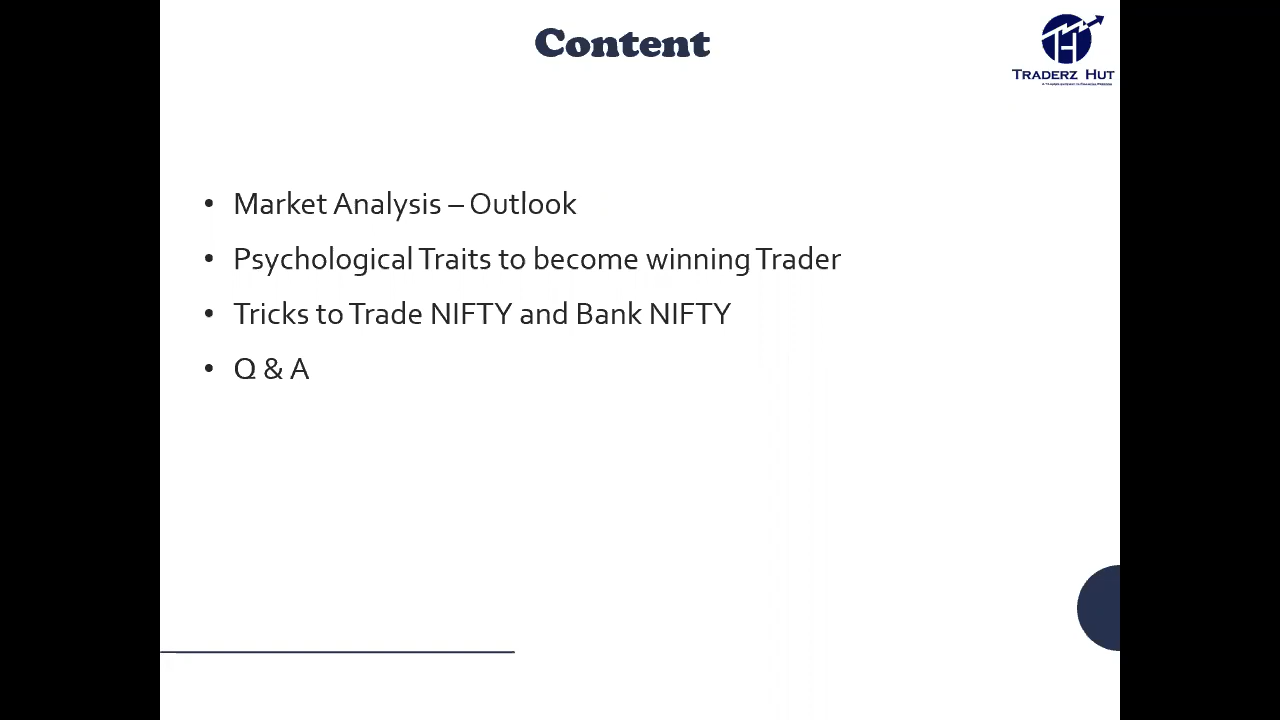 Content
TRADERZ HUT
• Market Analysis – Outlook
• Psychological Traits to become winning Trader
• Tricks to Trade NIFTY and Bank NIFTY
• Q & A